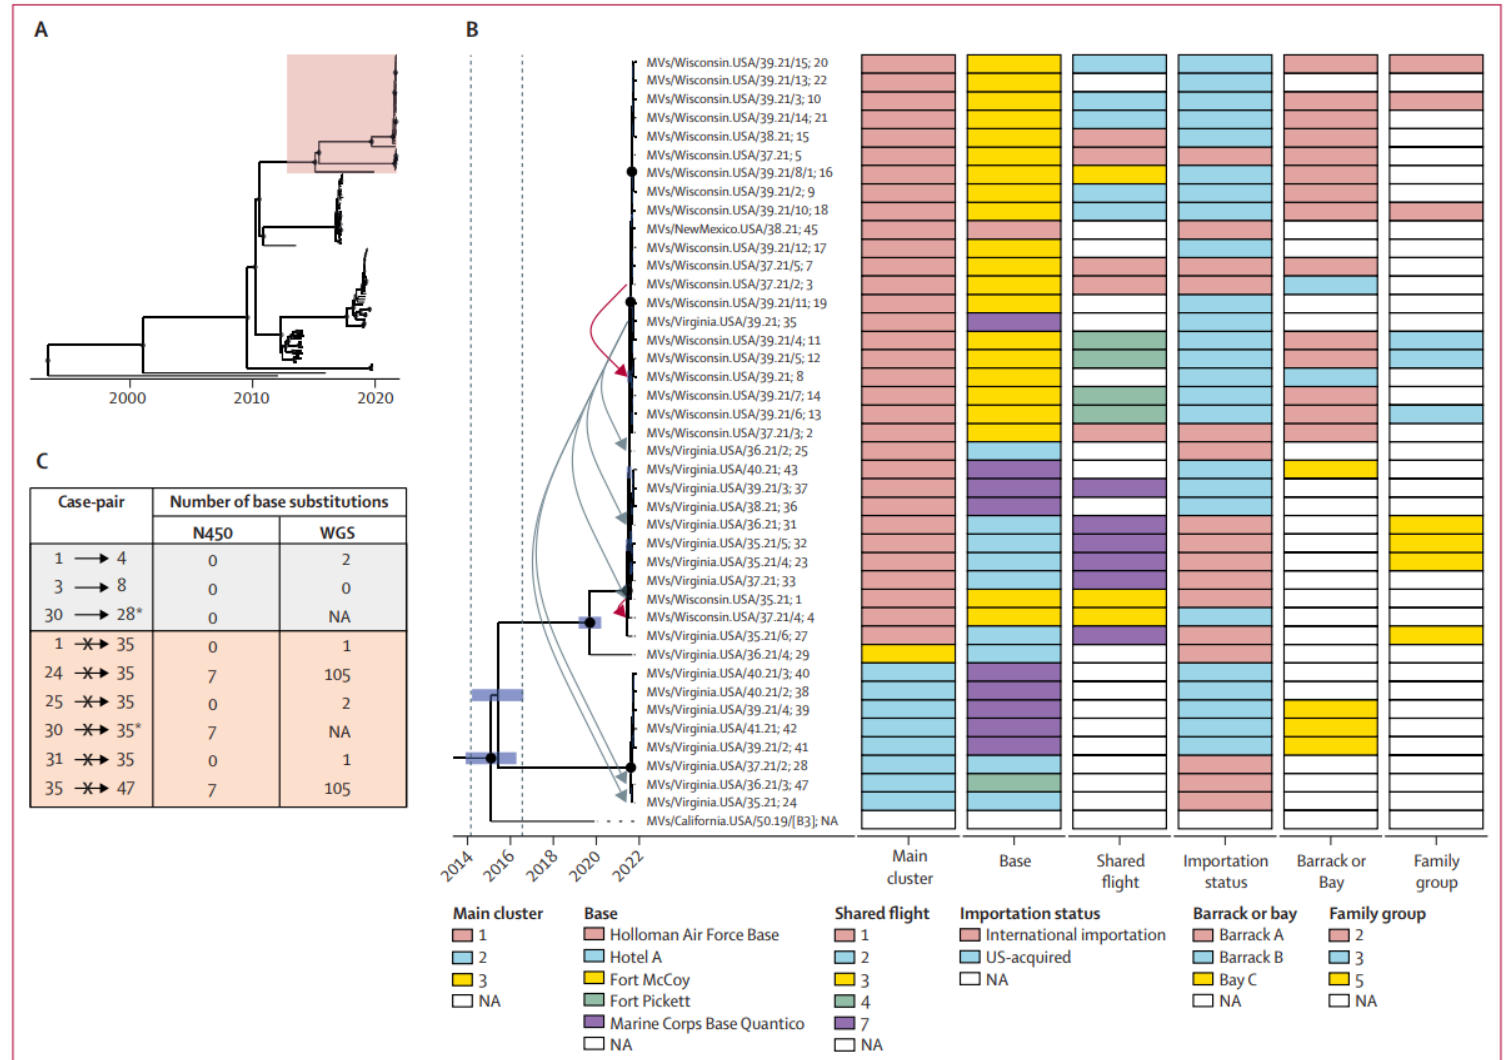 A
2000 2010 2020
B
MVs/Wisconsin.USA/39.21/15; 20
MVs/Wisconsin.USA/39.21/13; 22
MVs/Wisconsin.USA/39.21/3; 10
MVs/Wisconsin.USA/39.21/14; 21
MVs/Wisconsin.USA/38.21; 15
MVs/Wisconsin.USA/37.21; 5
MVs/Wisconsin.USA/39.21/8/1; 16
MVs/Wisconsin.USA/39.21/2; 9
MVs/Wisconsin.USA/39.21/10; 18
MVs/NewMexico.USA/38.21; 45
MVs/Wisconsin.USA/39.21/12; 17
MVs/Wisconsin.USA/37.21/5; 7
MVs/Wisconsin.USA/37.21/2; 3
MVs/Wisconsin.USA/39.21/11; 19
MVs/Virginia.USA/39.21; 35
MVs/Wisconsin.USA/39.21/4; 11
MVs/Wisconsin.USA/39.21/5; 12
MVs/Wisconsin.USA/39.21; 8
MVs/Wisconsin.USA/39.21/7; 14
MVs/Wisconsin.USA/39.21/6; 13
MVs/Wisconsin.USA/37.21/3; 2
MVs/Virginia.USA/36.21/2; 25
MVs/Virginia.USA/40.21; 43
MVs/Virginia.USA/39.21/3; 37
MVs/Virginia.USA/38.21; 36
MVs/Virginia.USA/36.21; 31
MVs/Virginia.USA/35.21/5; 32
MVs/Virginia.USA/35.21/4; 23
MVs/Virginia.USA/37.21; 33
MVs/Wisconsin.USA/35.21; 1
MVs/Wisconsin.USA/37.21/4; 4
MVs/Virginia.USA/35.21/6; 27
MVs/Virginia.USA/36.21/4; 29
MVs/Virginia.USA/40.21/3; 40
MVs/Virginia.USA/40.21/2; 38
MVs/Virginia.USA/39.21/4; 39
MVs/Virginia.USA/41.21; 42
MVs/Virginia.USA/39.21/2; 41
MVs/Virginia.USA/37.21/2; 28
MVs/Virginia.USA/36.21/3; 47
MVs/Virginia.USA/35.21; 24
MVs/California.USA/50.19/[B3]; NA
2014 2016 2018 2020 2022
Main cluster
Base
Shared flight
Importation status
Barrack or Bay
Family group
Main cluster
1
2
3
NA
Base
Holloman Air Force Base
Hotel A
Fort McCoy
Fort Pickett
Marine Corps Base Quantico
NA
Shared flight
1
2
3
4
7
NA
Importation status
International importation
US-acquired
NA
Barrack or bay
Barrack A
Barrack B
Bay C
NA
Family group
2
3
5
NA
C
Case-pair Number of base substitutions
N450 WGS
1 → 4 0 2
3 → 8 0 0
30 → 28* 0 NA
1 -X→ 35 0 1
24 -X→ 35 7 105
25 -X→ 35 0 2
30 -X→ 35* 7 NA
31 -X→ 35 0 1
35 -X→ 47 7 105